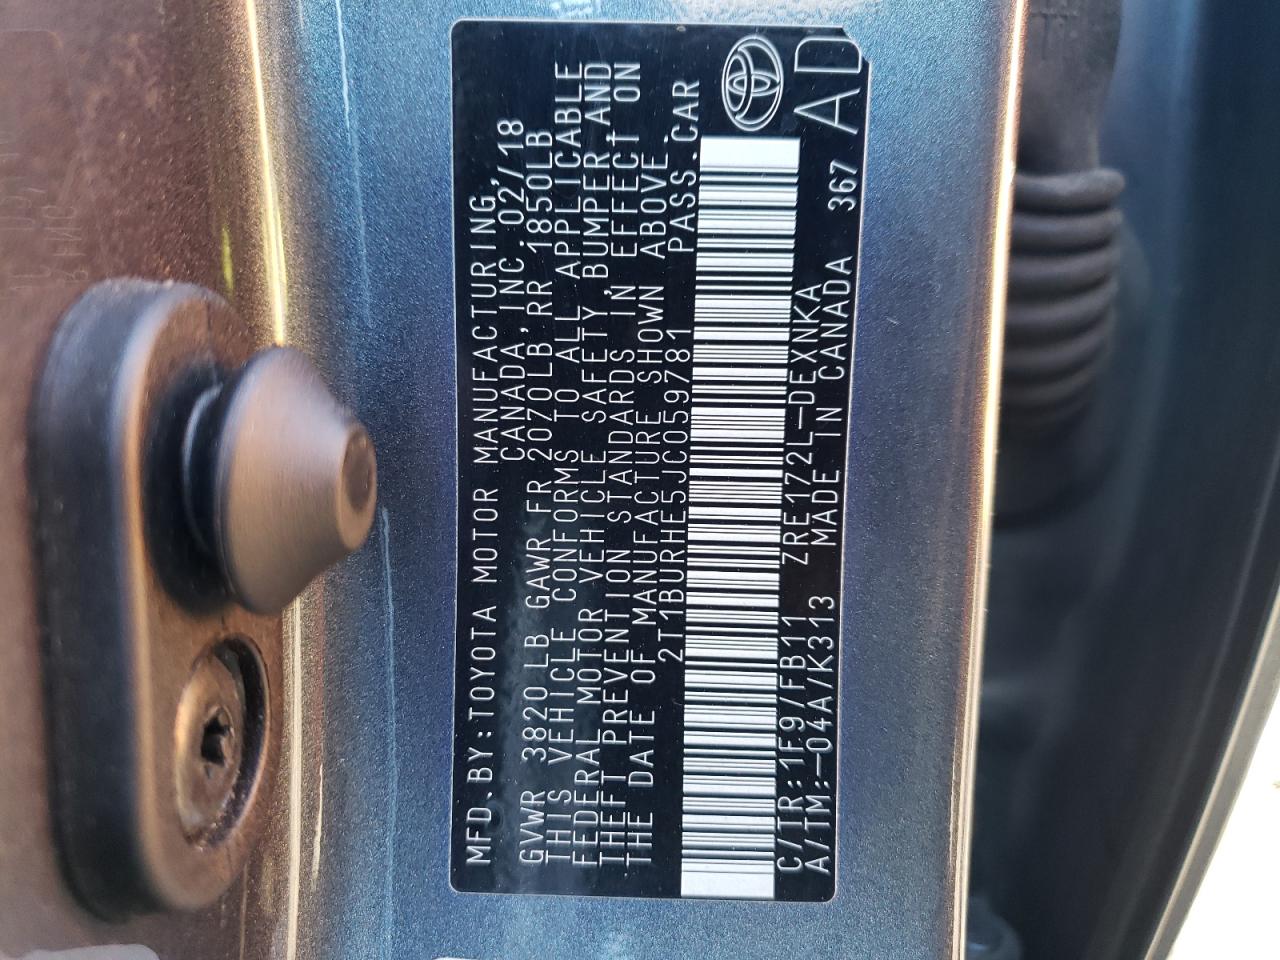 MFD.BY:TOYOTA MOTOR MANUFACTURING,
CANADA, INC. 02/18
GVWR 3820 LB GAWR FR 2070LB, RR 1850LB
THIS VEHICLE CONFORMS TO ALL APPLICABLE
FEDERAL MOTOR VEHICLE SAFETY, BUMPER, AND
THEFT PREVENTION STANDARDS IN EFFECT ON
THE DATE OF MANUFACTURE SHOWN ABOVE.
2T1BURHE5JC059781 PASS.CAR
C/TR:1F9/FB11 ZRE172L-DEXNKA
A/TM:-04A/K313 MADE IN CANADA 367
AD